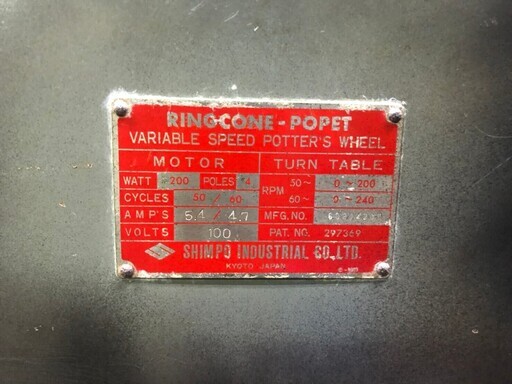 RINGCONE-POPET
VARIABLE SPEED POTTER'S WHEEL
MOTOR TURN TABLE
WATT 200 POLES 4 RPM 50~ 0~200
CYCLES 50/60 60~ 0~240
AMP'S 5.4/4.7 MFG.NO.
VOLTS 100 PAT. NO. 297369
SHIMPO INDUSTRIAL CO.,LTD.
KYOTO JAPAN